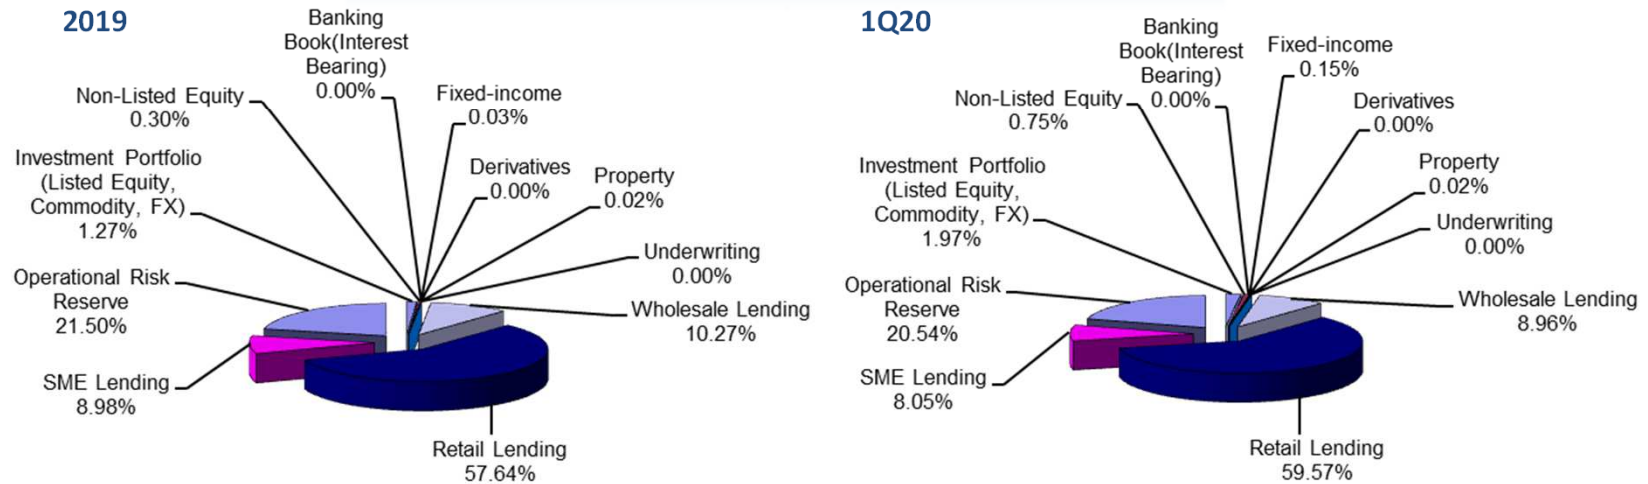 2019
Banking
Book(Interest
Bearing)
0.00%
Fixed-income
0.03%
Non-Listed Equity
0.30%
Derivatives
0.00%
Investment Portfolio
(Listed Equity,
Commodity, FX)
1.27%
Property
0.02%
Underwriting
0.00%
Operational Risk
Reserve
21.50%
Wholesale Lending
10.27%
SME Lending
8.98%
Retail Lending
57.64%
1Q20
Banking
Book(Interest
Bearing)
0.00%
Fixed-income
0.15%
Non-Listed Equity
0.75%
Derivatives
0.00%
Investment Portfolio
(Listed Equity,
Commodity, FX)
1.97%
Property
0.02%
Underwriting
0.00%
Operational Risk
Reserve
20.54%
Wholesale Lending
8.96%
SME Lending
8.05%
Retail Lending
59.57%